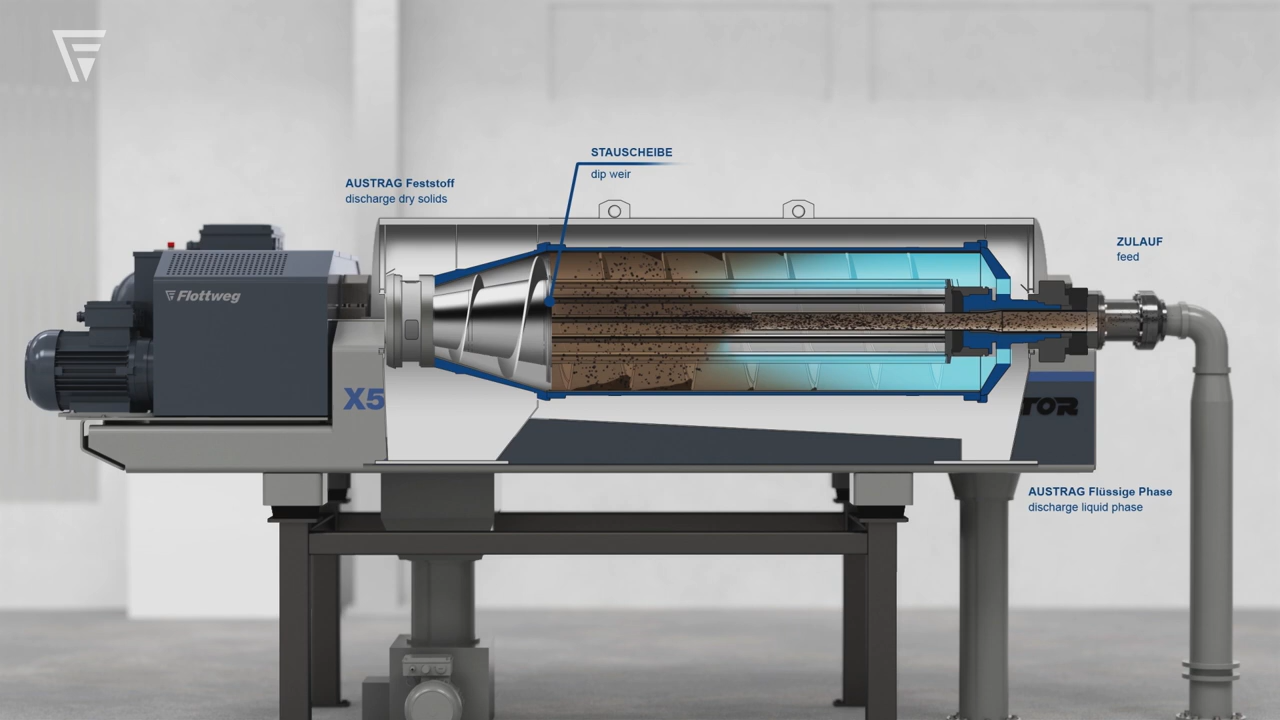 STAUSCHEIBE
dip weir
AUSTRAG Feststoff
discharge dry solids
ZULAUF
feed
Flottweg
X5
TOR
AUSTRAG Flüssige Phase
discharge liquid phase